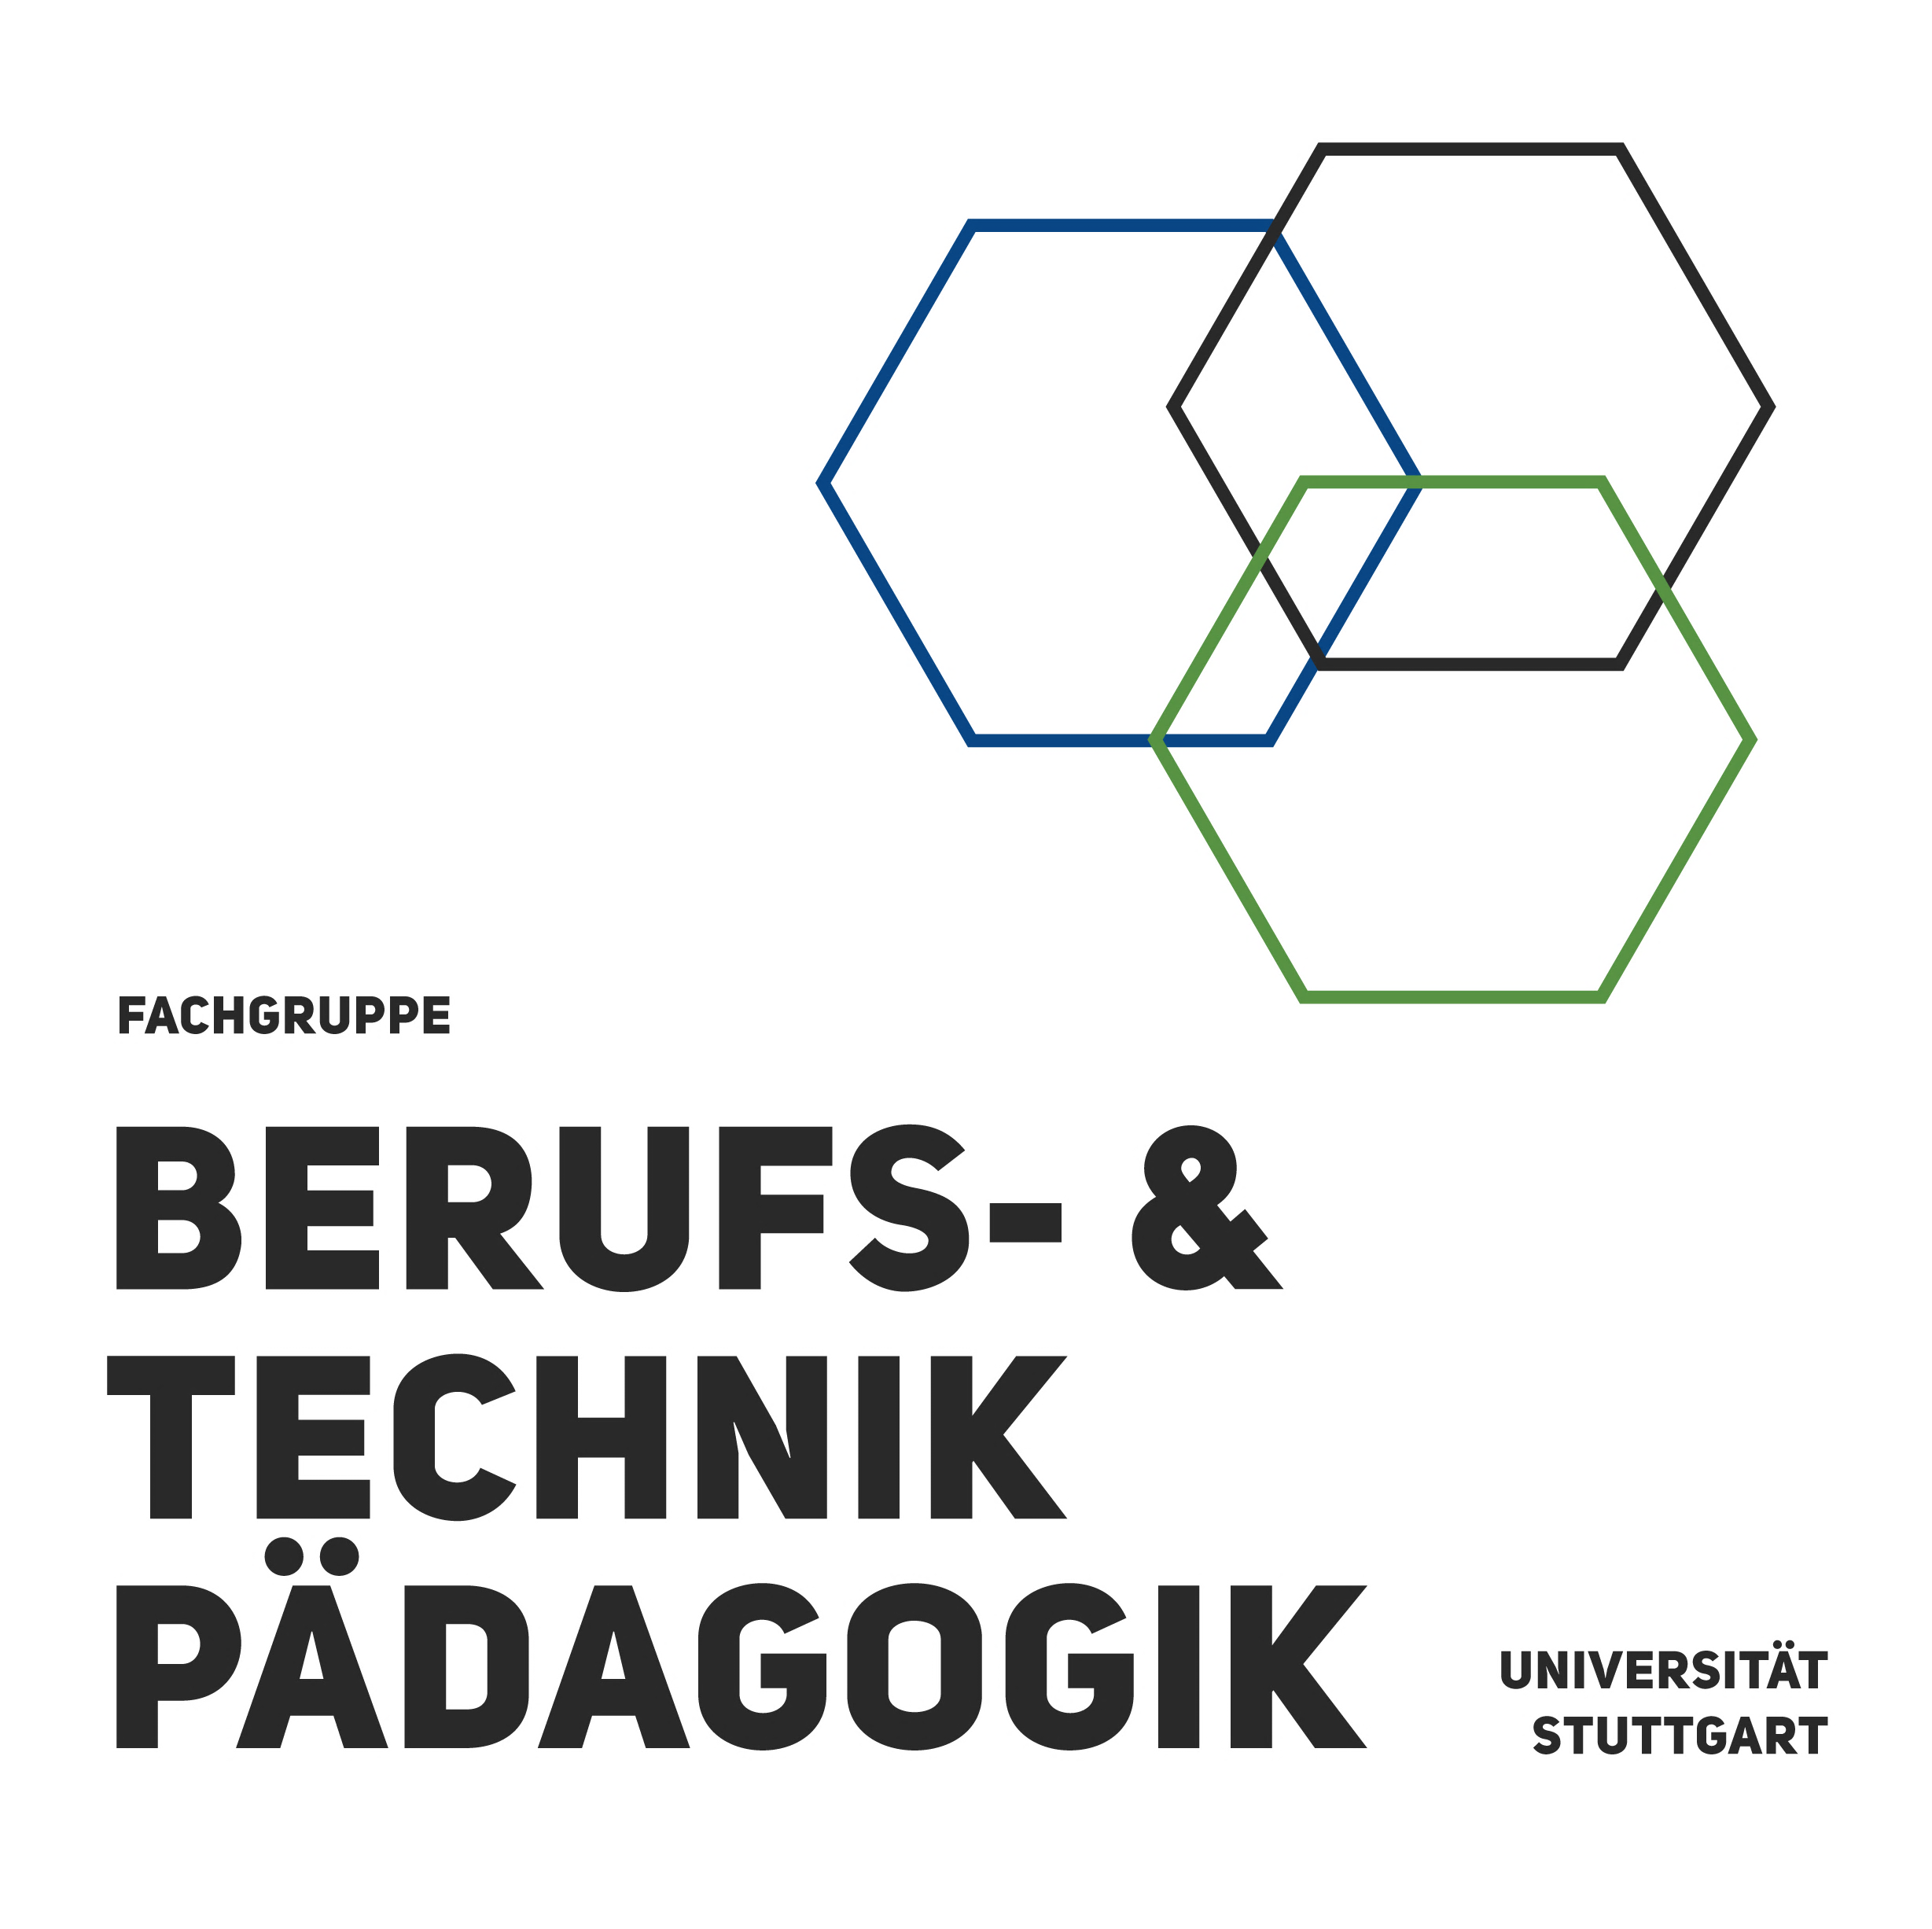 FACHGRUPPE
BERUFS- &
TECHNIK
PÄDAGOGIK
UNIVERSITÄT
STUTTGART